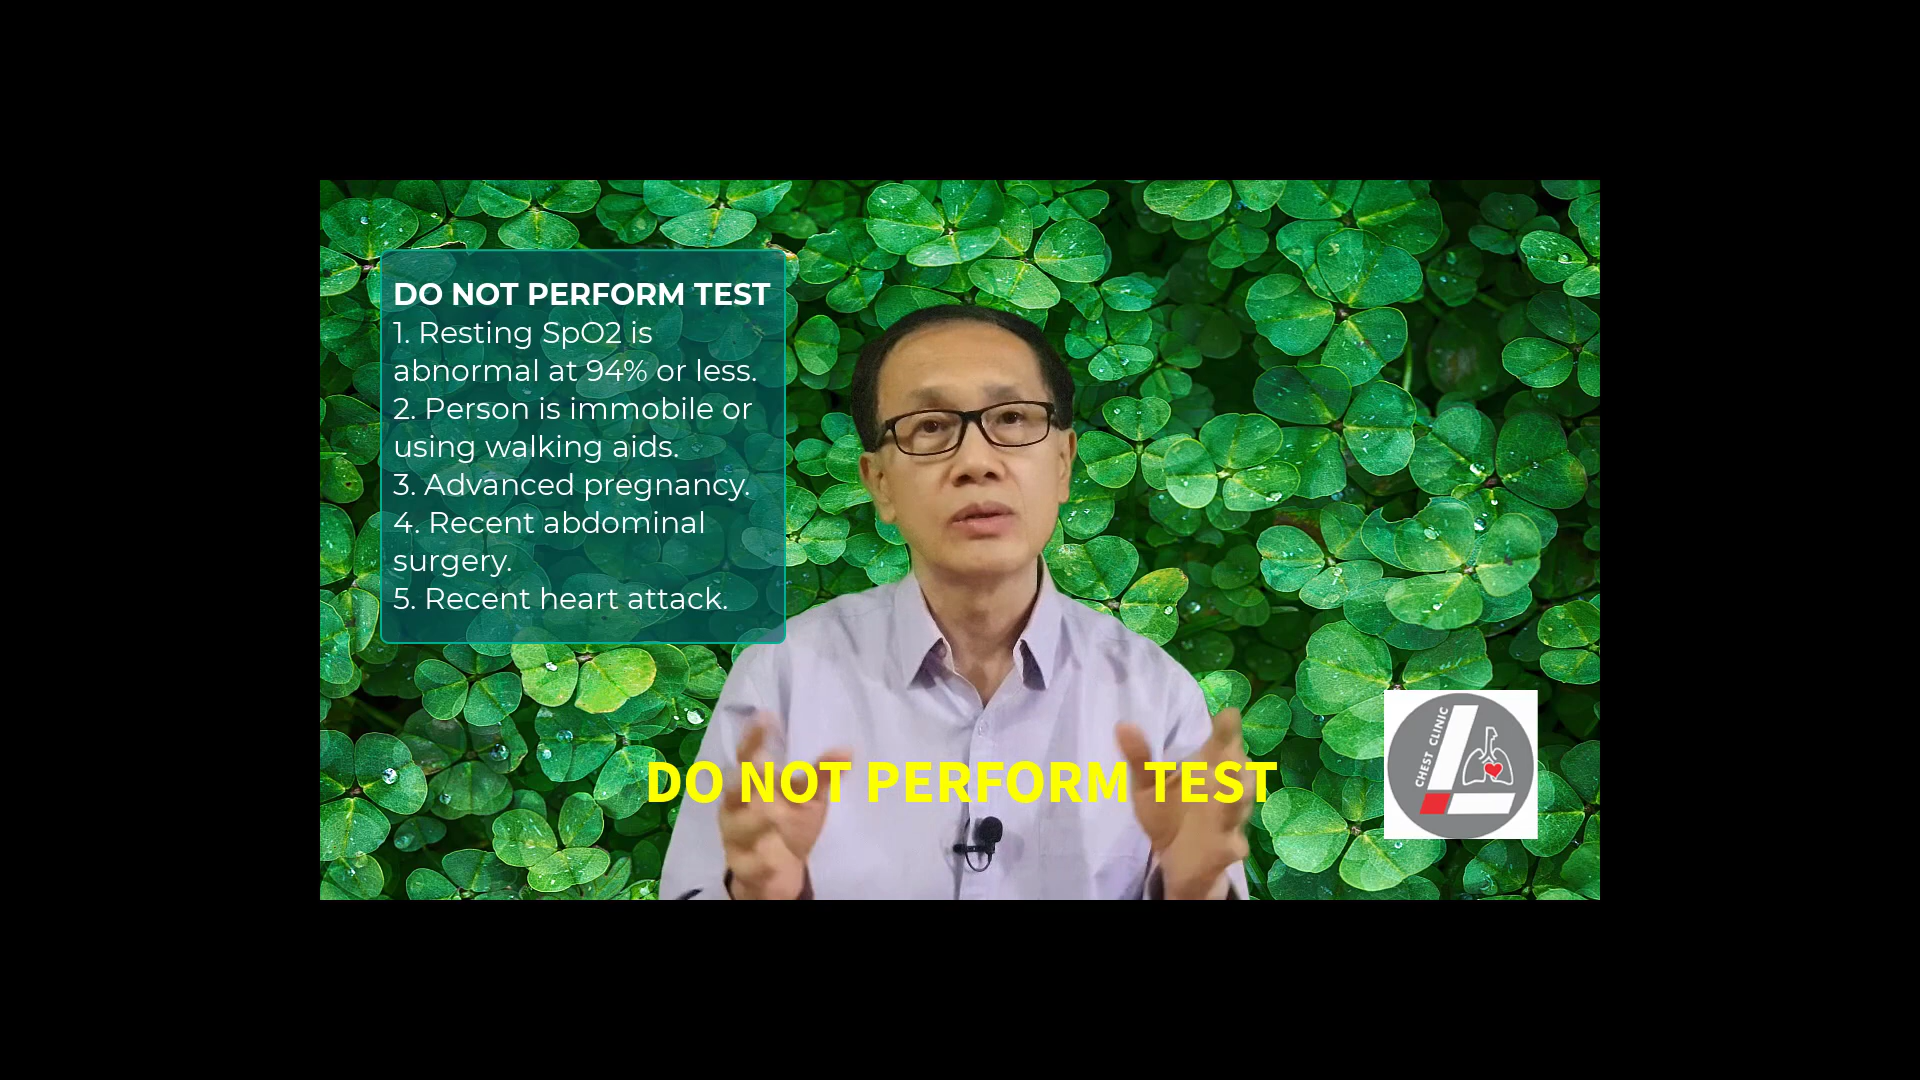 DO NOT PERFORM TEST
1. Resting SpO2 is
abnormal at 94% or less.
2. Person is immobile or
using walking aids.
3. Advanced pregnancy.
4. Recent abdominal
surgery.
5. Recent heart attack.
DO NOT PERFORM TEST
CHEST CLINIC